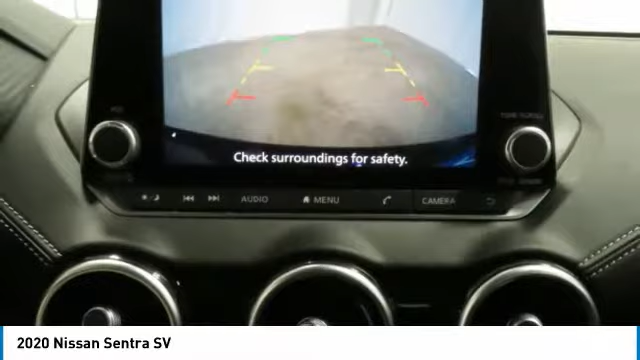 Check surroundings for safety.
AUDIO
MENU
CAMERA
2020 Nissan Sentra SV